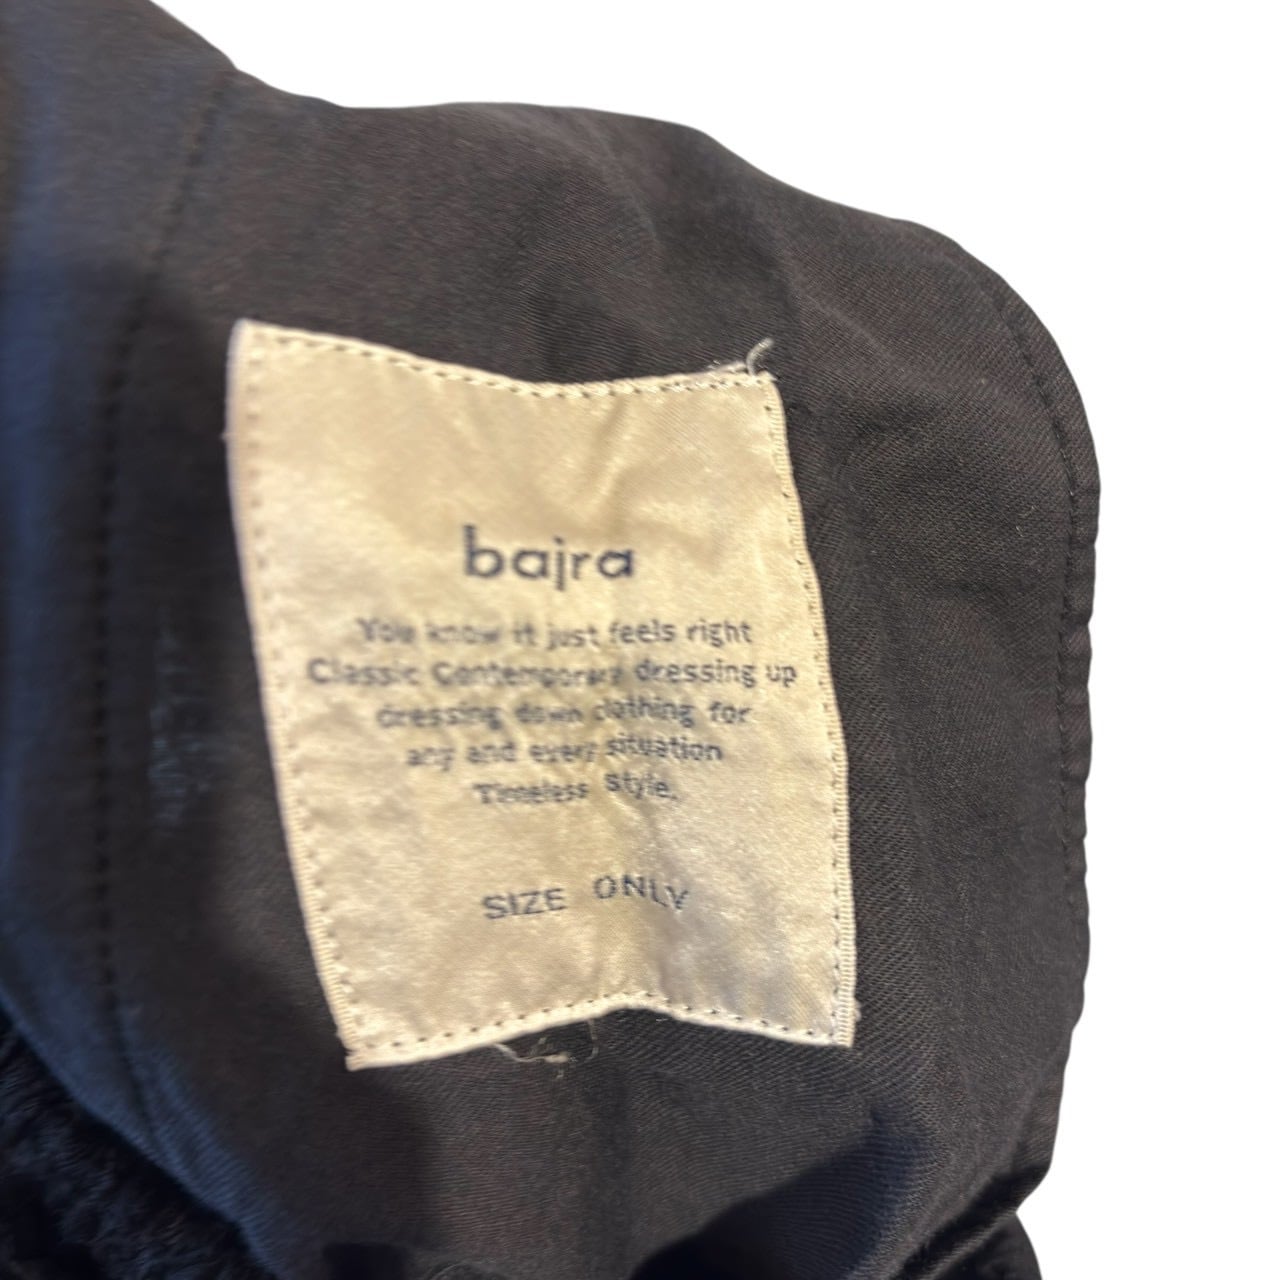 bajra
You know it just feels right
Classic Contemporary dressing up
dressing down clothing for
any and every situation
Timeless Style.
SIZE ONLY